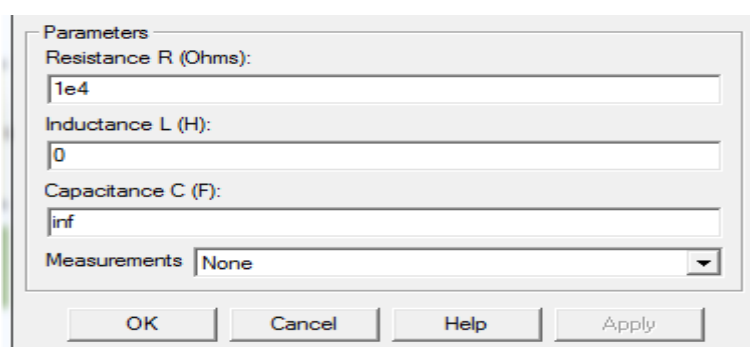 Parameters
Resistance R (Ohms):
1e4
Inductance L (H):
0
Capacitance C (F):
inf
Measurements None
OK Cancel Help Apply